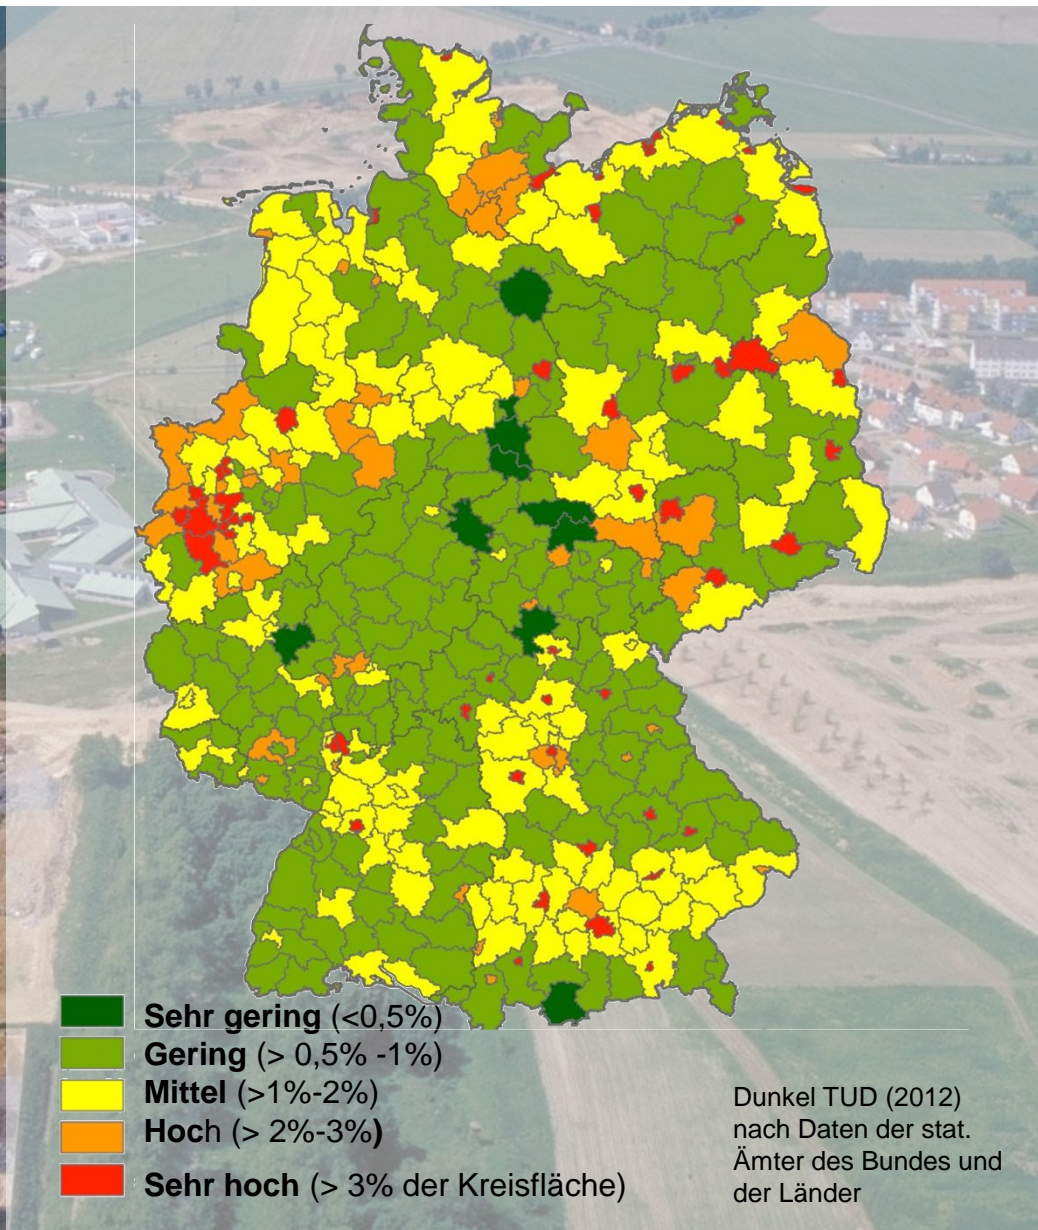 Sehr gering (<0,5%)
Gering (> 0,5% -1%)
Mittel (>1%-2%)
Hoch (> 2%-3%)
Sehr hoch (> 3% der Kreisfläche)
Dunkel TUD (2012)
nach Daten der stat.
Ämter des Bundes und
der Länder